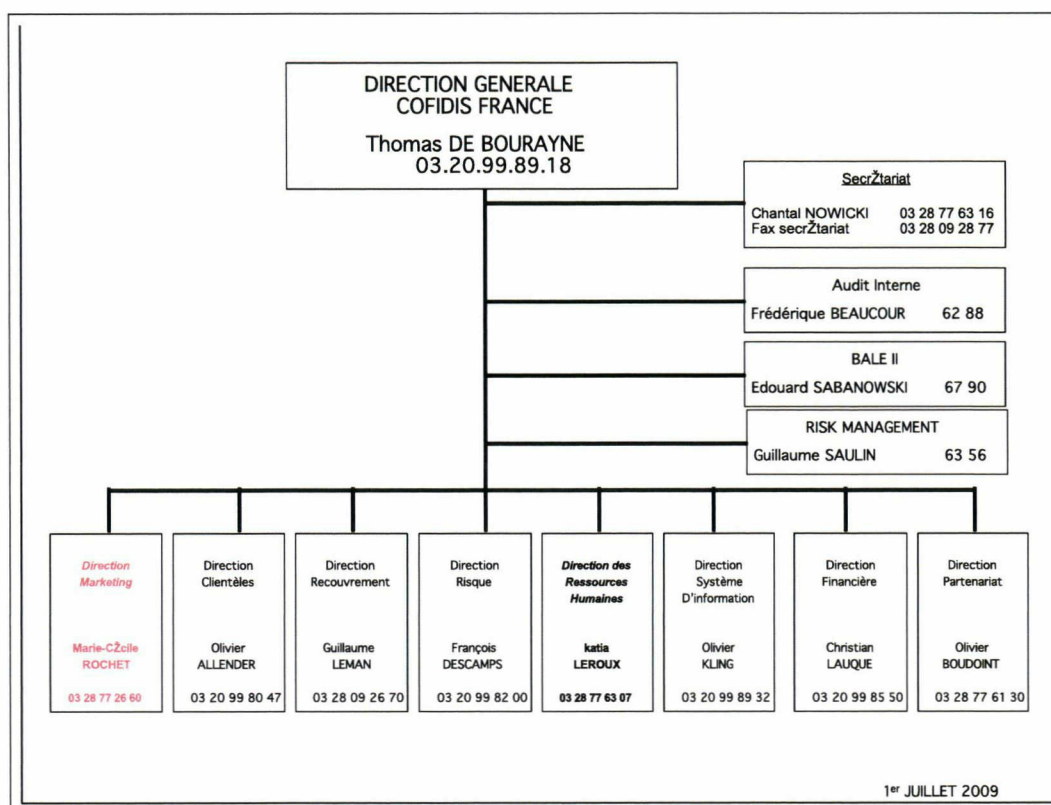 DIRECTION GENERALE
COFIDIS FRANCE
Thomas DE BOURAYNE
03.20.99.89.18
SecrŽtariat
Chantal NOWICKI 03 28 77 63 16
Fax secrŽtariat 03 28 09 28 77
Audit Interne
Frédérique BEAUCOUR 62 88
BALE II
Edouard SABANOWSKI 67 90
RISK MANAGEMENT
Guillaume SAULIN 63 56
Direction
Marketing
Marie-CŽcile
ROCHET
03 28 77 26 60
Direction
Clientèles
Olivier
ALLENDER
03 20 99 80 47
Direction
Recouvrement
Guillaume
LEMAN
03 28 09 26 70
Direction
Risque
François
DESCAMPS
03 20 99 82 00
Direction des
Ressources
Humaines
katia
LEROUX
03 28 77 63 07
Direction
Système
D'information
Olivier
KLING
03 20 99 89 32
Direction
Financière
Christian
LAUQUE
03 20 99 85 50
Direction
Partenariat
Olivier
BOUDOINT
03 28 77 61 30
1er JUILLET 2009